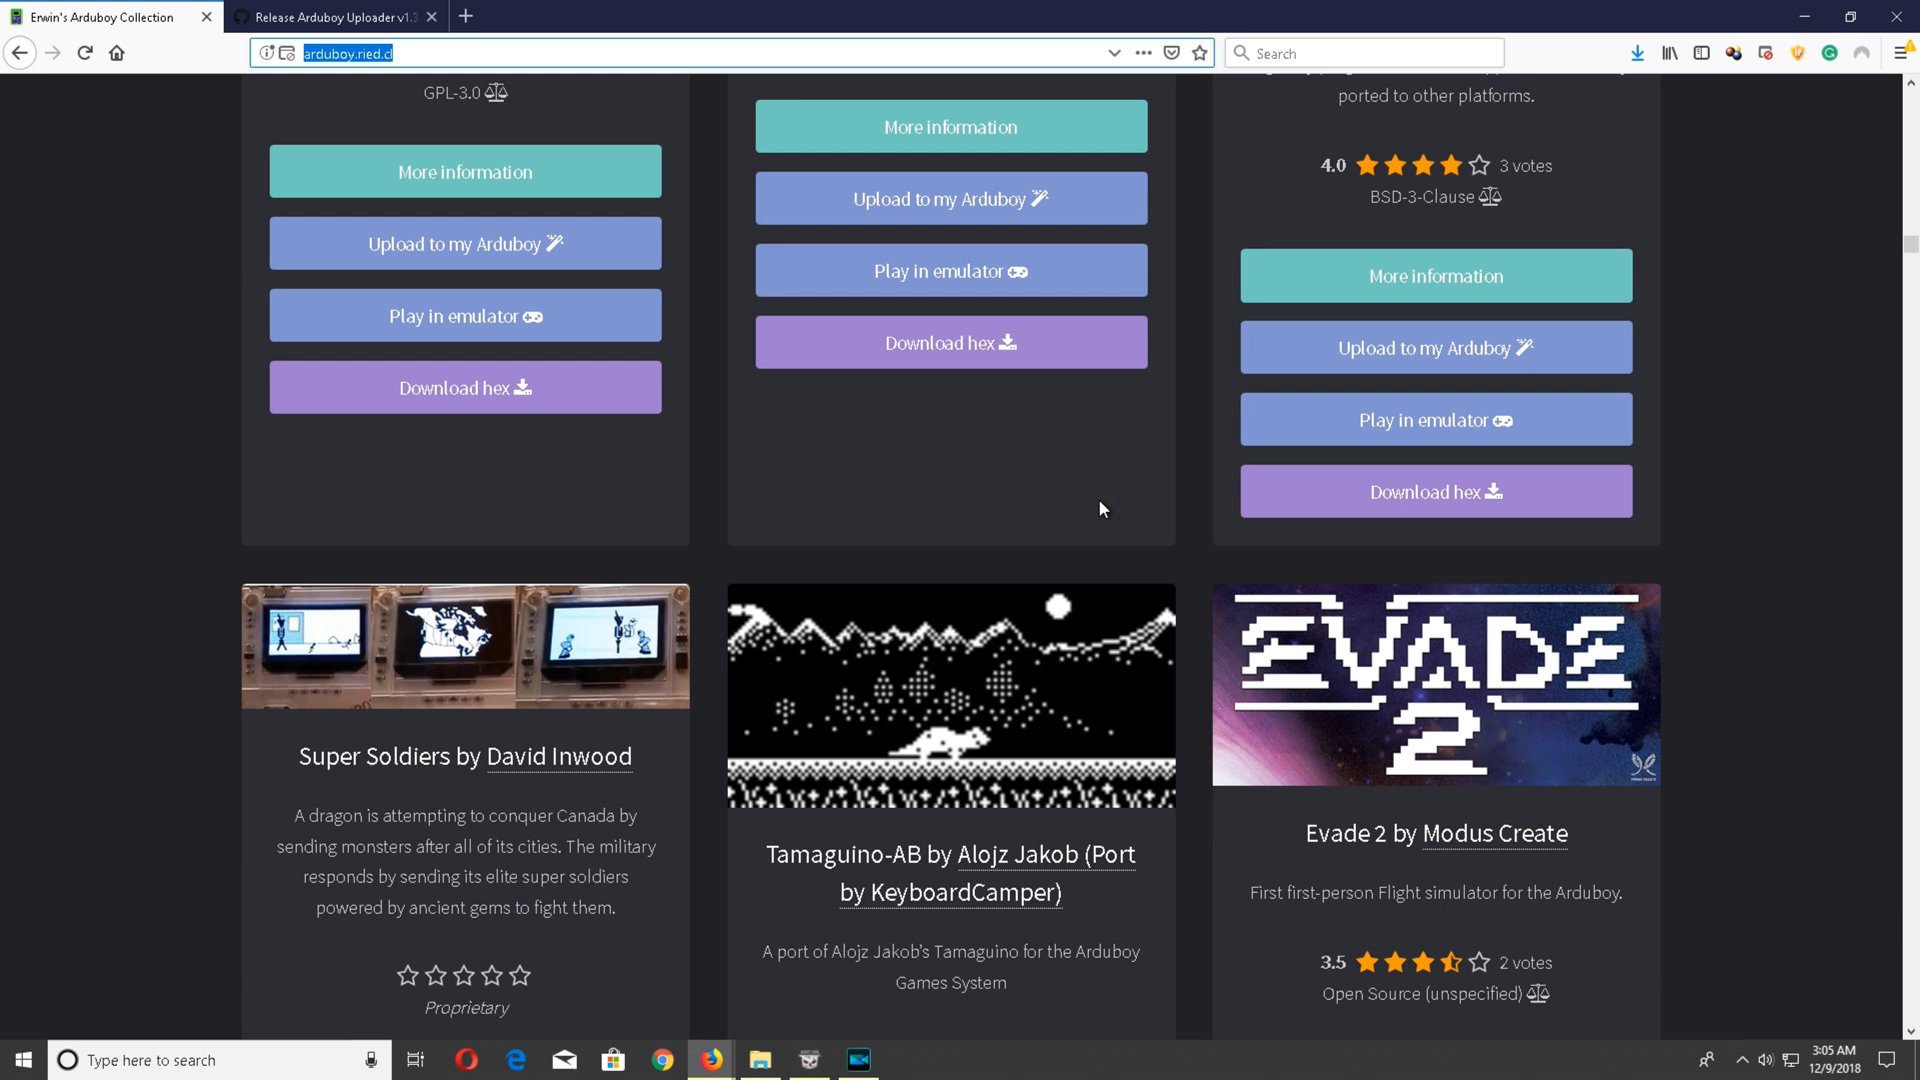 Erwin's Arduboy Collection
Release Arduboy Uploader v1.3
arduboy.ried.cl
Search
GPL-3.0
More information
Upload to my Arduboy
Play in emulator
Download hex
More information
Upload to my Arduboy
Play in emulator
Download hex
ported to other platforms.
4.0 3 votes
BSD-3-Clause
More information
Upload to my Arduboy
Play in emulator
Download hex
Super Soldiers by David Inwood
A dragon is attempting to conquer Canada by
sending monsters after all of its cities. The military
responds by sending its elite super soldiers
powered by ancient gems to fight them.
Proprietary
Tamaguino-AB by Alojz Jakob (Port
by KeyboardCamper)
A port of Alojz Jakob's Tamaguino for the Arduboy
Games System
EVADE
2
Evade 2 by Modus Create
First first-person Flight simulator for the Arduboy.
3.5 2 votes
Open Source (unspecified)
Type here to search
3:05 AM
12/9/2018